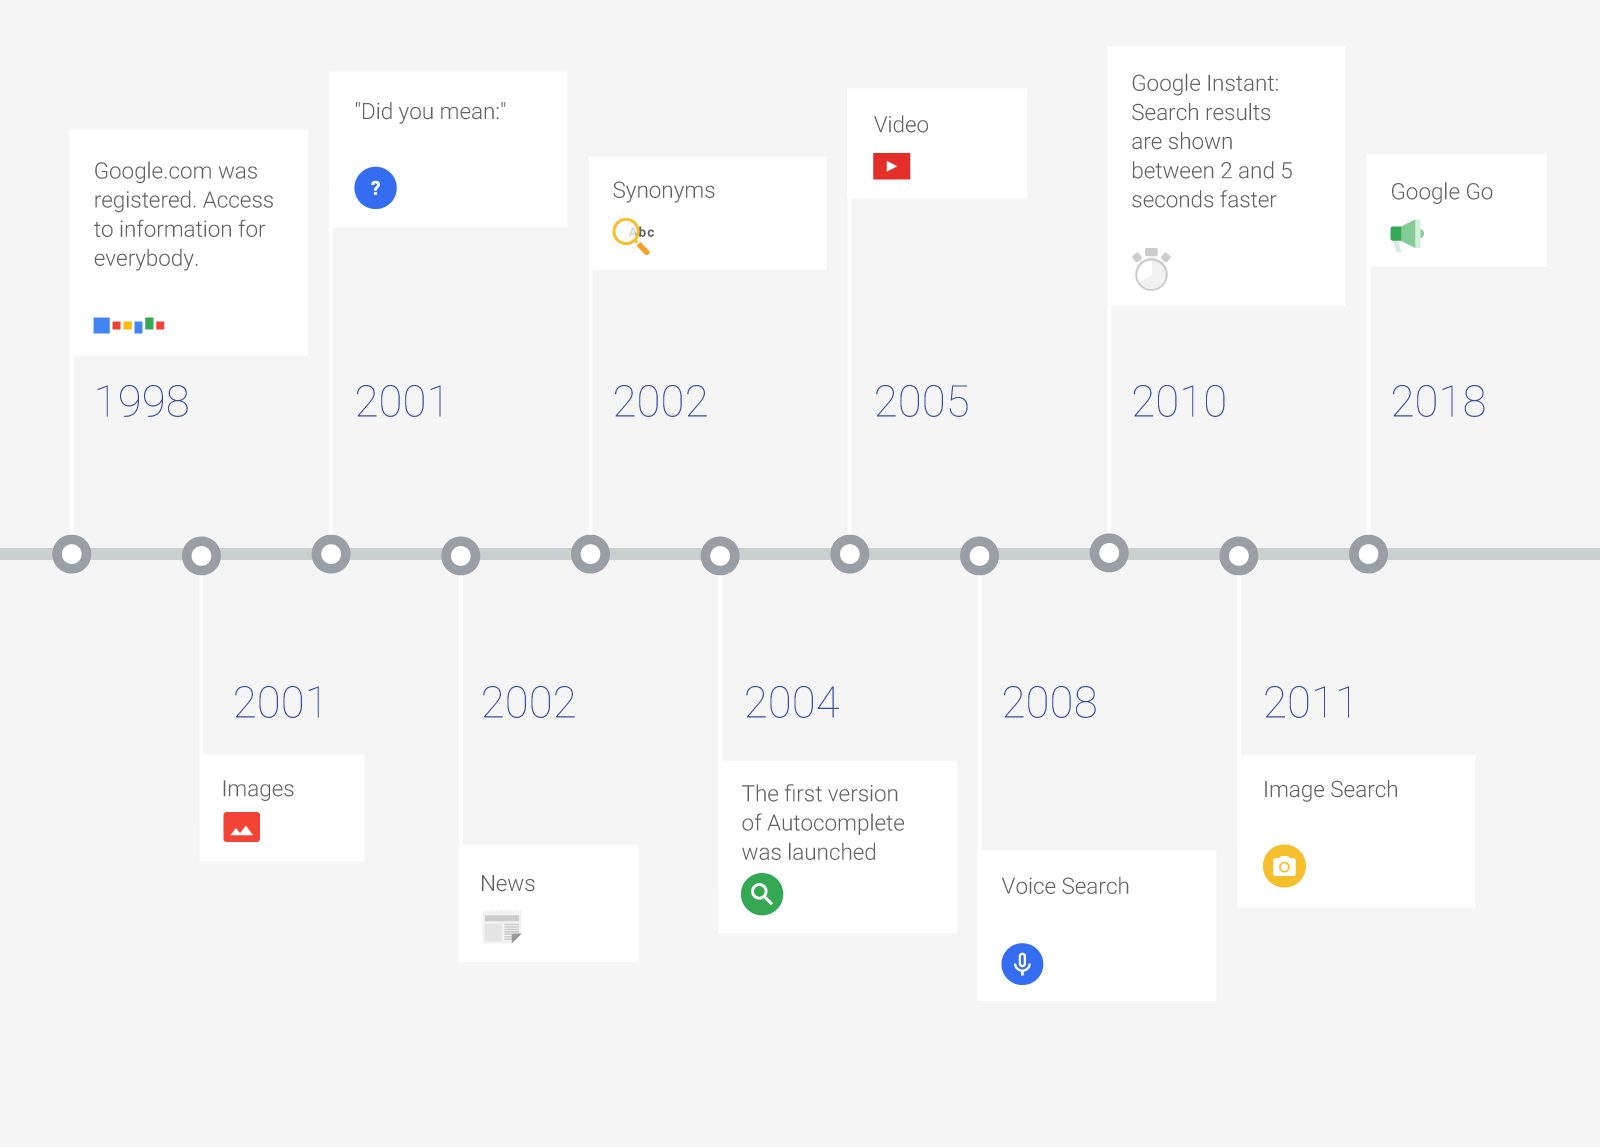 Google.com was
registered. Access
to information for
everybody.
1998
2001
Images
"Did you mean:"
?
2001
2002
News
Synonyms
Abc
2002
2004
The first version
of Autocomplete
was launched
Video
2005
2008
Voice Search
Google Instant:
Search results
are shown
between 2 and 5
seconds faster
2010
2011
Image Search
Google Go
2018